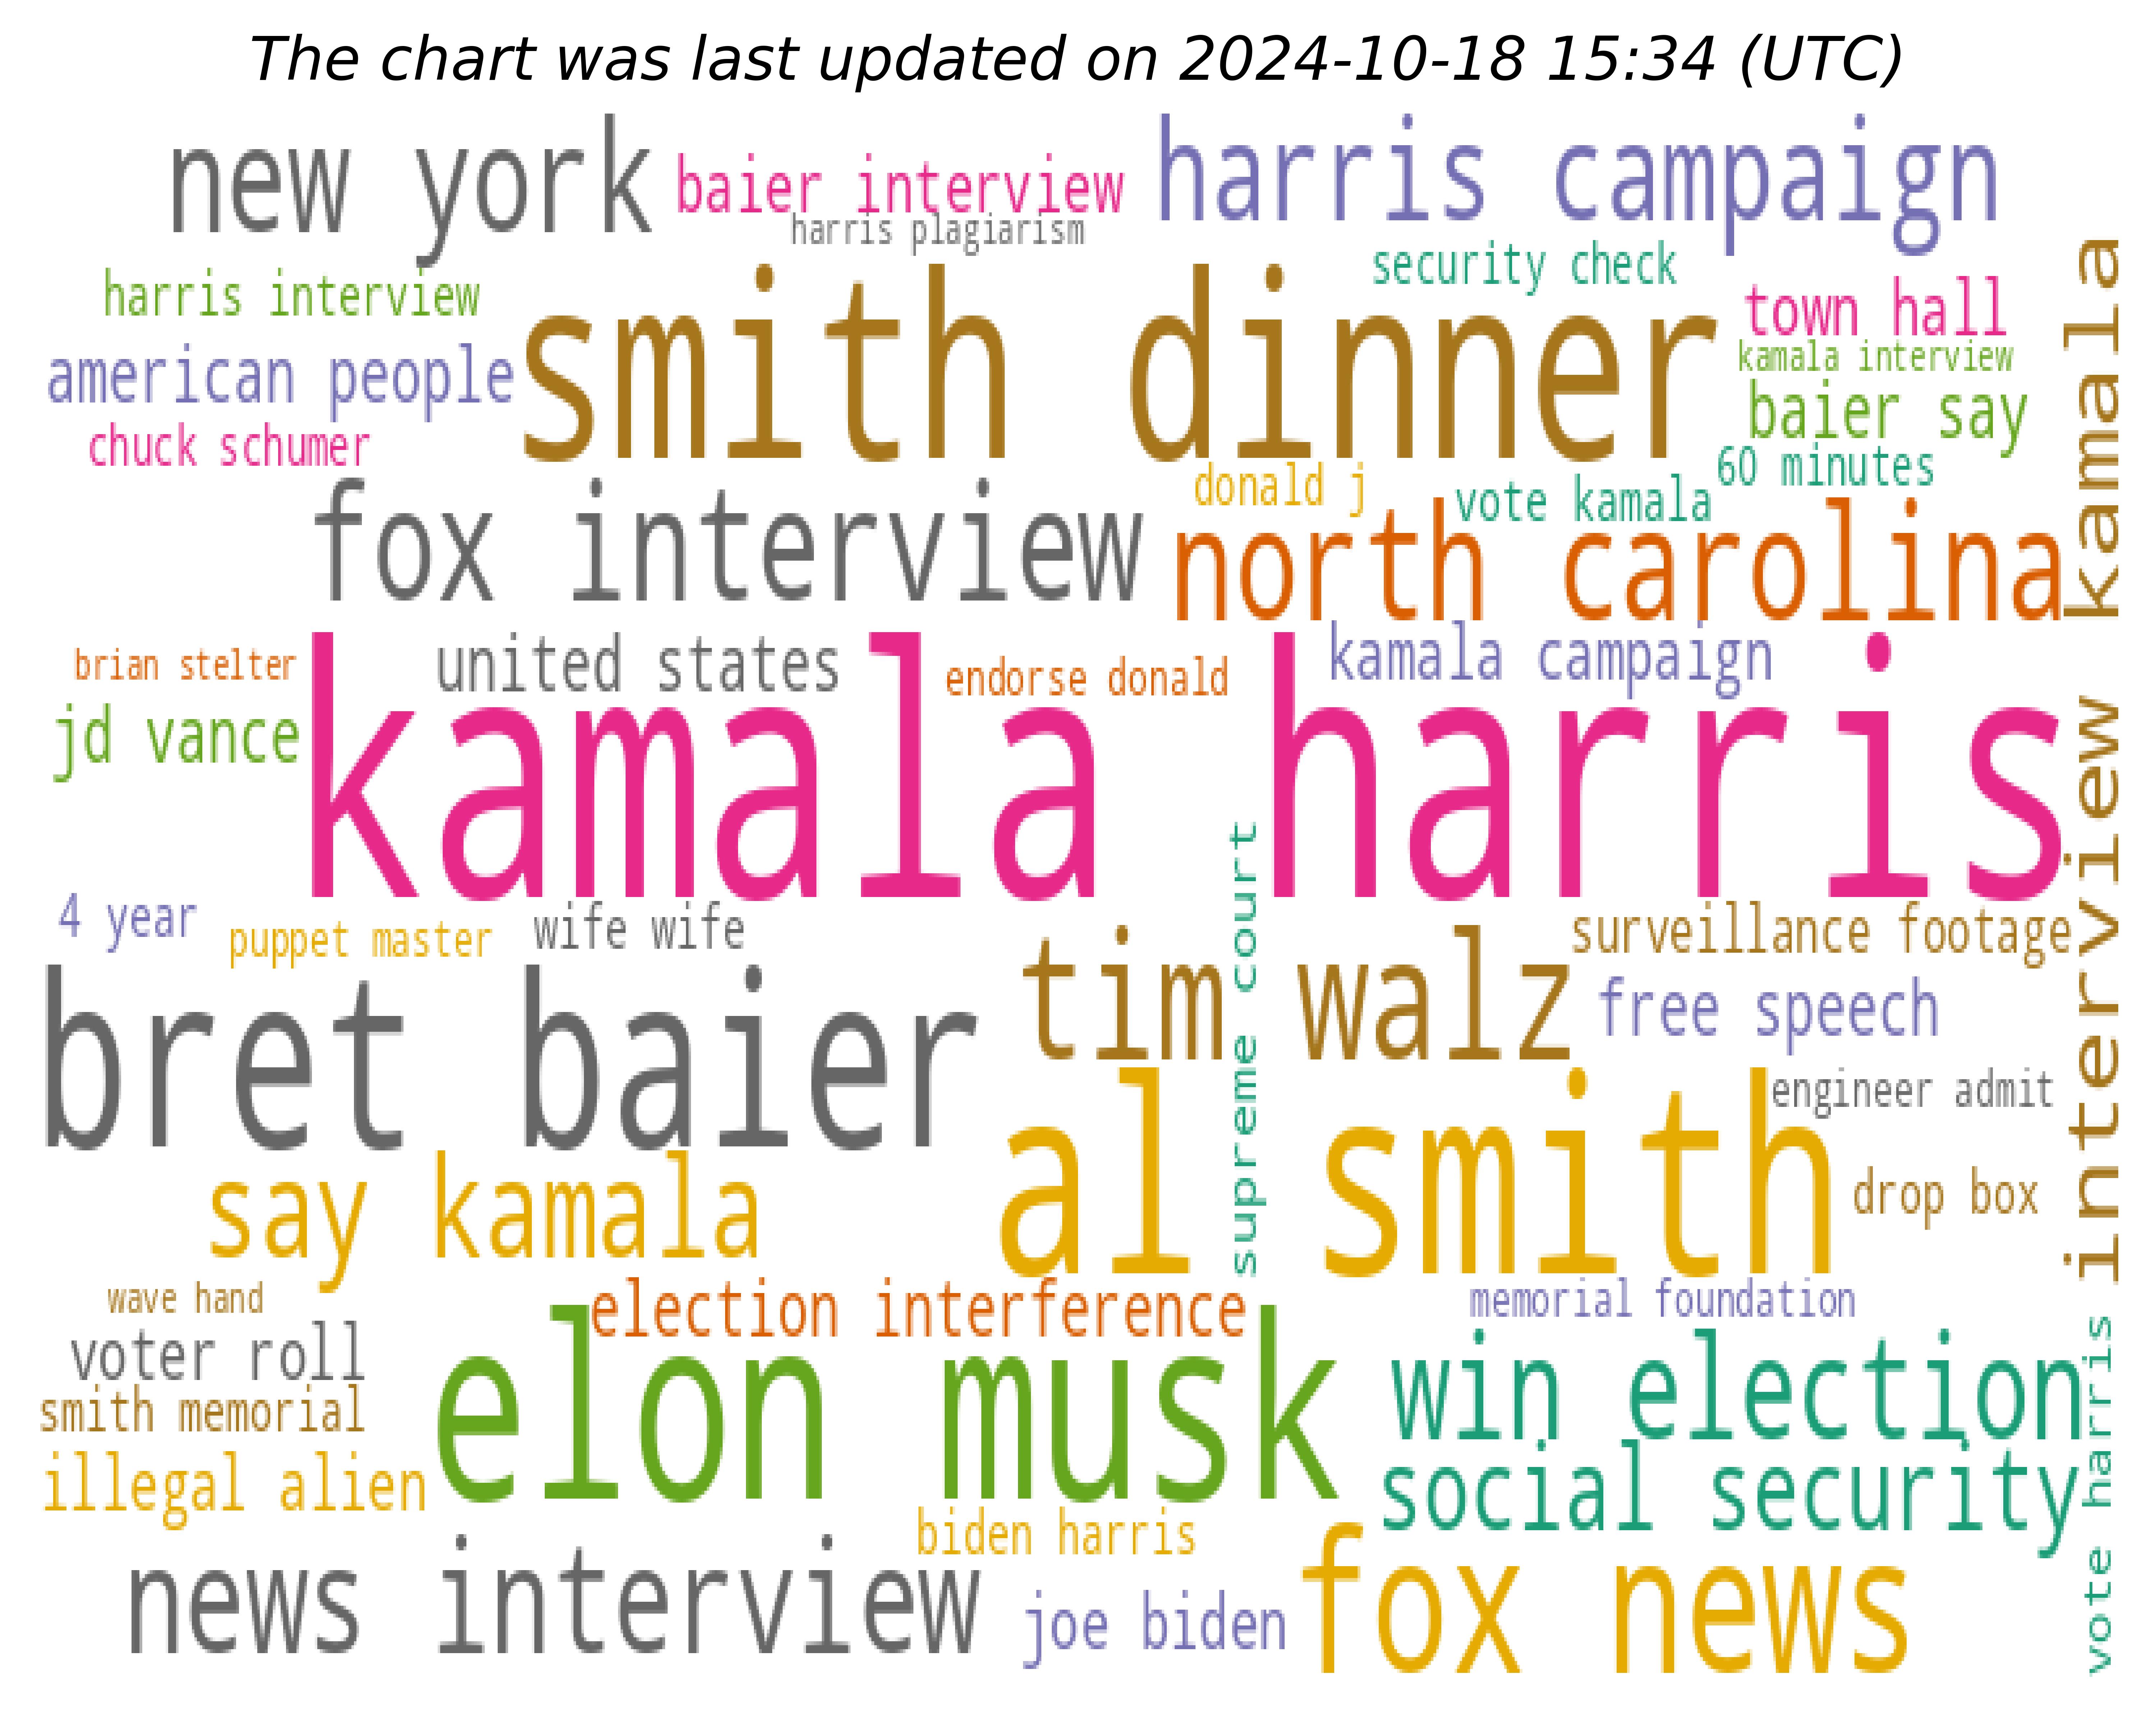 The chart was last updated on 2024-10-18 15:34 (UTC)
new york
baier interview
harris campaign
harris plagiarism
security check
harris interview
smith dinner
town hall
kamala interview
american people
baier say
chuck schumer
60 minutes
donald j
vote kamala
fox interview
north carolina
interview kamala
brian stelter
united states
endorse donald
kamala campaign
jd vance
kamala harris
supreme court
4 year
puppet master
wife wife
surveillance footage
bret baier
tim walz
free speech
engineer admit
al smith
say kamala
drop box
wave hand
election interference
memorial foundation
voter roll
elon musk
win election
smith memorial
illegal alien
social security
vote harris
biden harris
news interview
joe biden
fox news